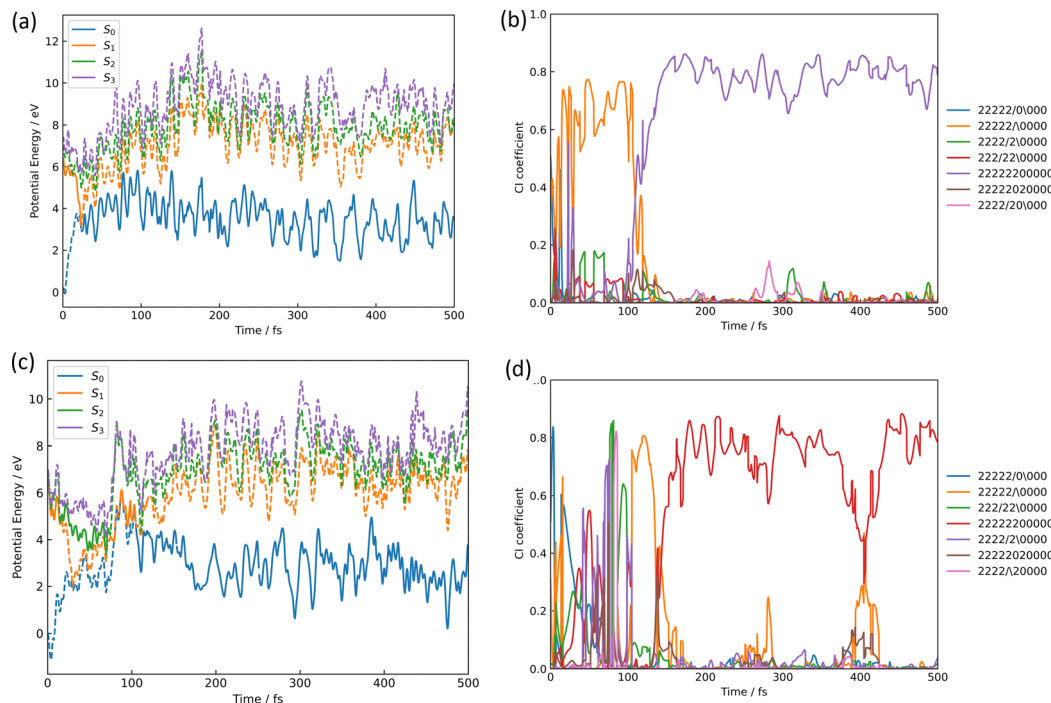 (a)
S₀
S₁
S₂
S₃
12
10
8
6
4
2
0
Potential Energy / eV
0 100 200 300 400 500
Time / fs
(b)
1.0
0.8
0.6
0.4
0.2
0.0
CI coefficient
0 100 200 300 400 500
Time / fs
22222/0\000
22222/\0000
2222/2\0000
222/22\0000
22222200000
22222020000
2222/20\000
(c)
S₀
S₁
S₂
S₃
10
8
6
4
2
0
Potential Energy / eV
0 100 200 300 400 500
Time / fs
(d)
..0
0.8
0.6
0.4
0.2
0.0
CI coefficient
0 100 200 300 400 500
Time / fs
22222/0\000
22222/\0000
222/22\0000
22222200000
2222/2\0000
22222020000
2222/\20000